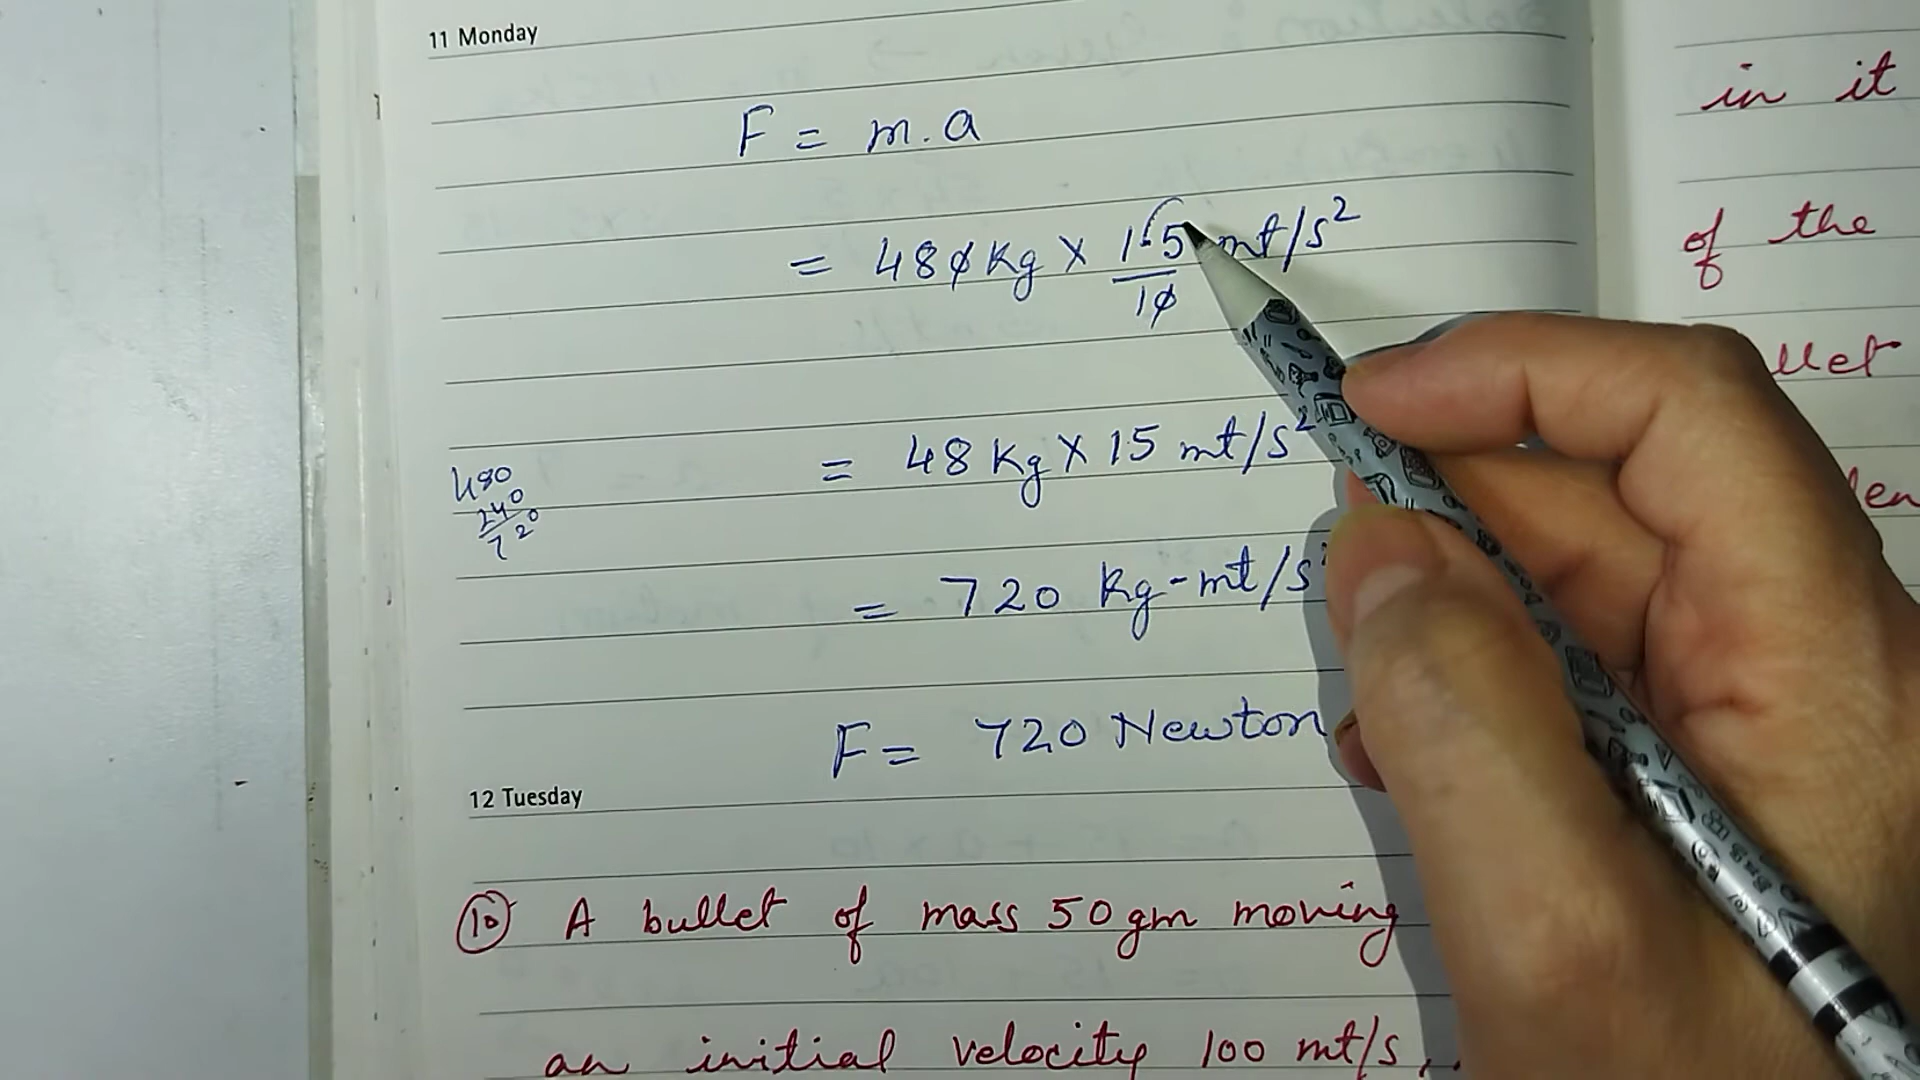 11 Monday
F = m.a
= 480 Kg × 1.5 mt/s²
10
= 48 Kg × 15 mt/s²
480
240
720
= 720 Kg-mt/s²
F = 720 Newton
12 Tuesday
10 A bullet of mass 50 gm moving
an initial velocity 100 mt/s,
in it
of the